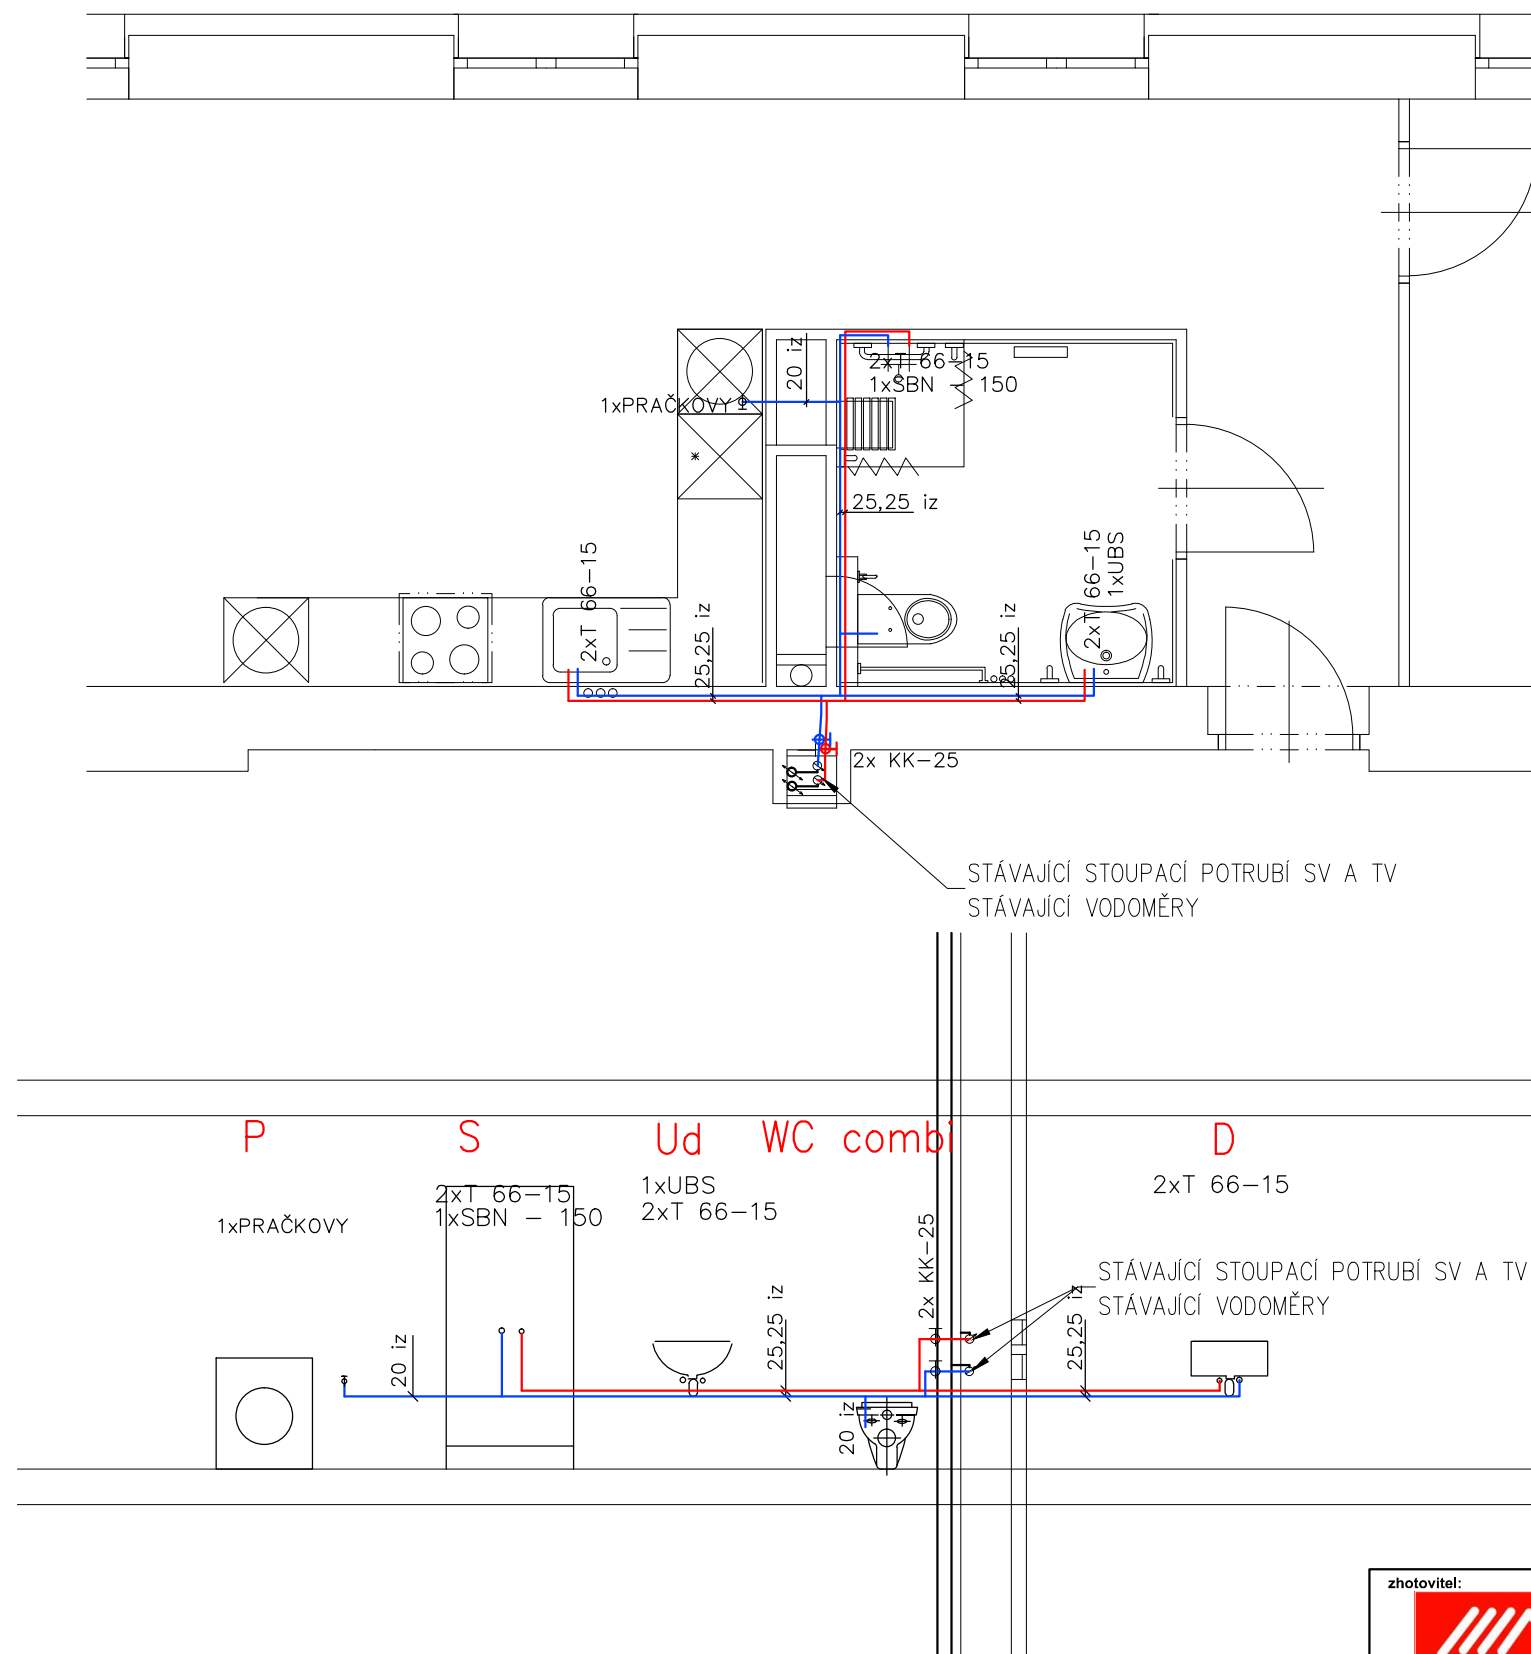 20 iz
2xT 66-15
1xSBN - 150
1xPRAČKOVY
25,25 iz
2xT 66-15
25,25 iz
25,25 iz
2xT 66-15
1xUBS
2x KK-25
STÁVAJÍCÍ STOUPACÍ POTRUBÍ SV A TV
STÁVAJÍCÍ VODOMĚRY
P
S
Ud
WC combi
D
2xT 66-15
1xSBN - 150
1xUBS
2xT 66-15
2xT 66-15
1xPRAČKOVY
2x KK-25
STÁVAJÍCÍ STOUPACÍ POTRUBÍ SV A TV
STÁVAJÍCÍ VODOMĚRY
20 iz
25,25 iz
25,25 iz
20 iz
zhotovitel: